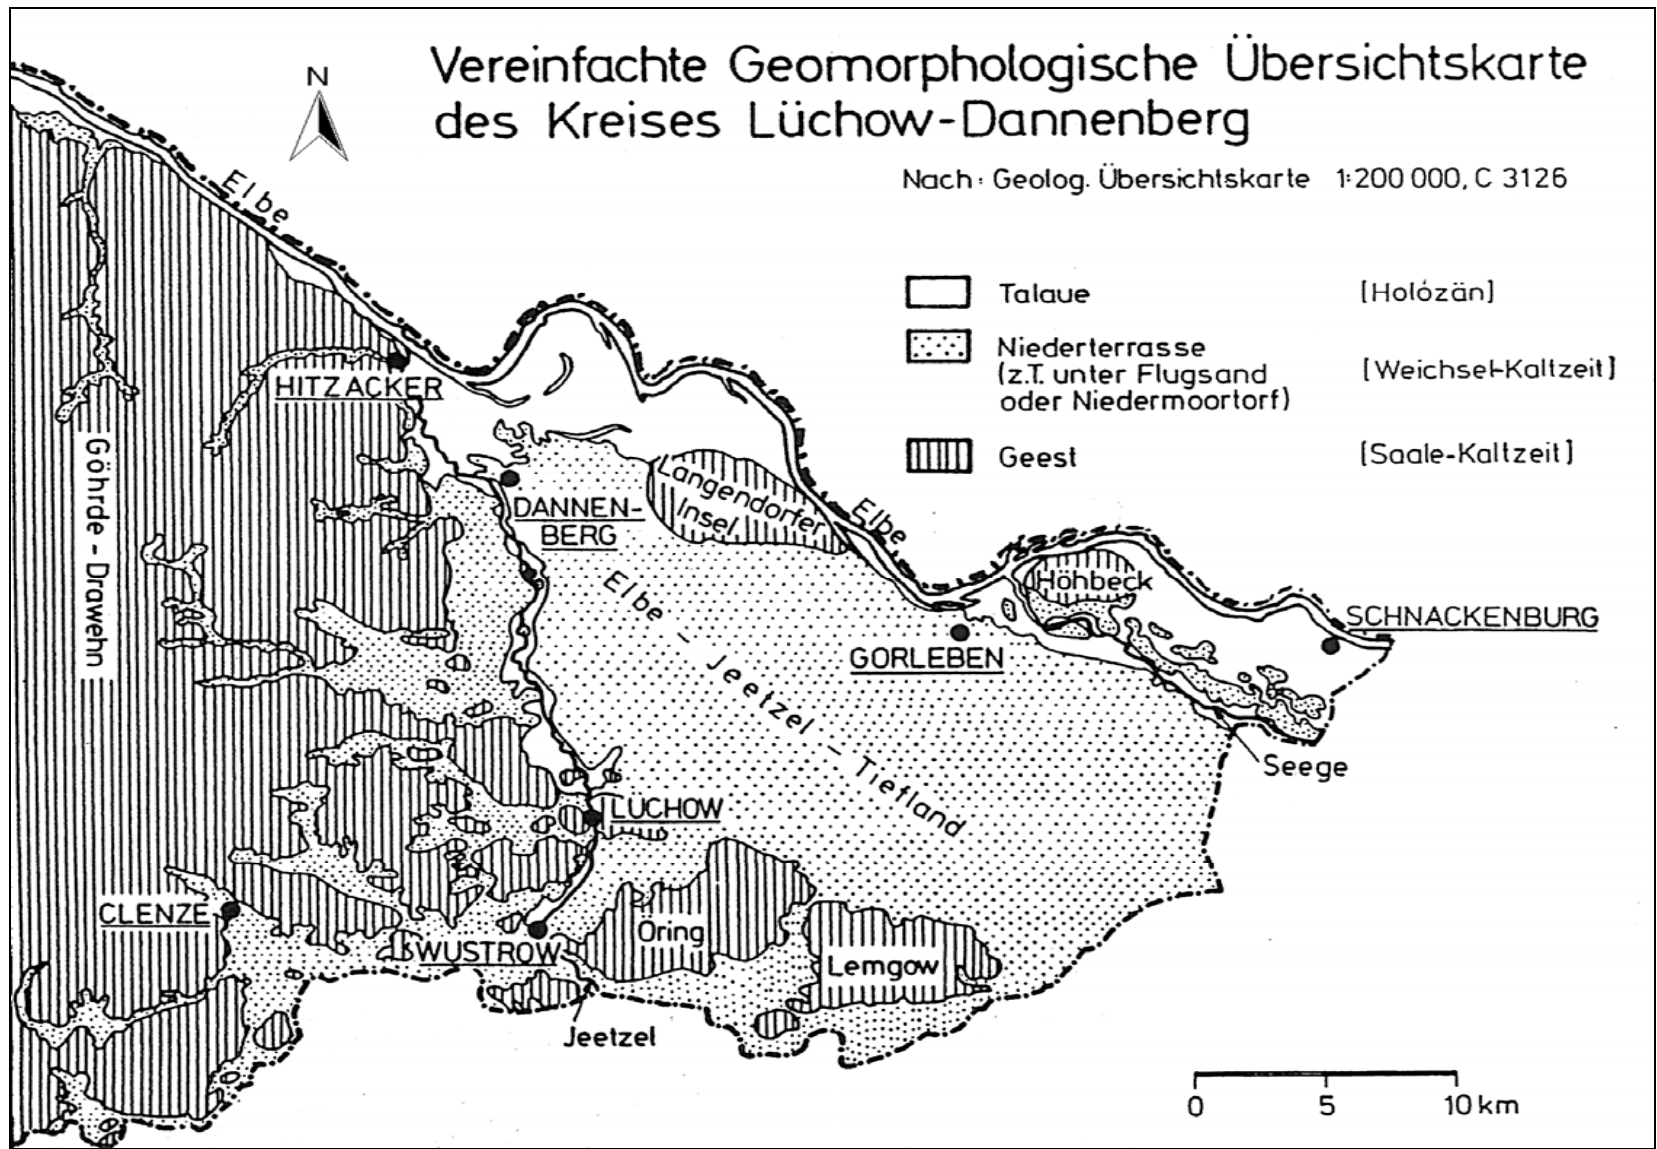 Vereinfachte Geomorphologische Übersichtskarte
des Kreises Lüchow-Dannenberg
Nach: Geolog. Übersichtskarte 1:200 000, C 3126
N
Talaue [Holózän]
Niederterrasse
(z.T. unter Flugsand
oder Niedermoortorf) [Weichsel-Kaltzeit]
Geest [Saale-Kaltzeit]
Elbe
HITZACKER
Göhrde - Drawehn
DANNEN-
BERG
Langendorfer
Insel
Elbe
Elbe - Jeetzel - Tiefland
Höhbeck
SCHNACKENBURG
GORLEBEN
Seege
LÜCHOW
CLENZE
WUSTROW
Öring
Lemgow
Jeetzel
0 5 10 km